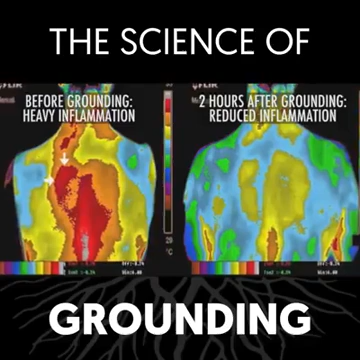 THE SCIENCE OF
BEFORE GROUNDING:
HEAVY INFLAMMATION
2 HOURS AFTER GROUNDING:
REDUCED INFLAMMATION
°C
GROUNDING